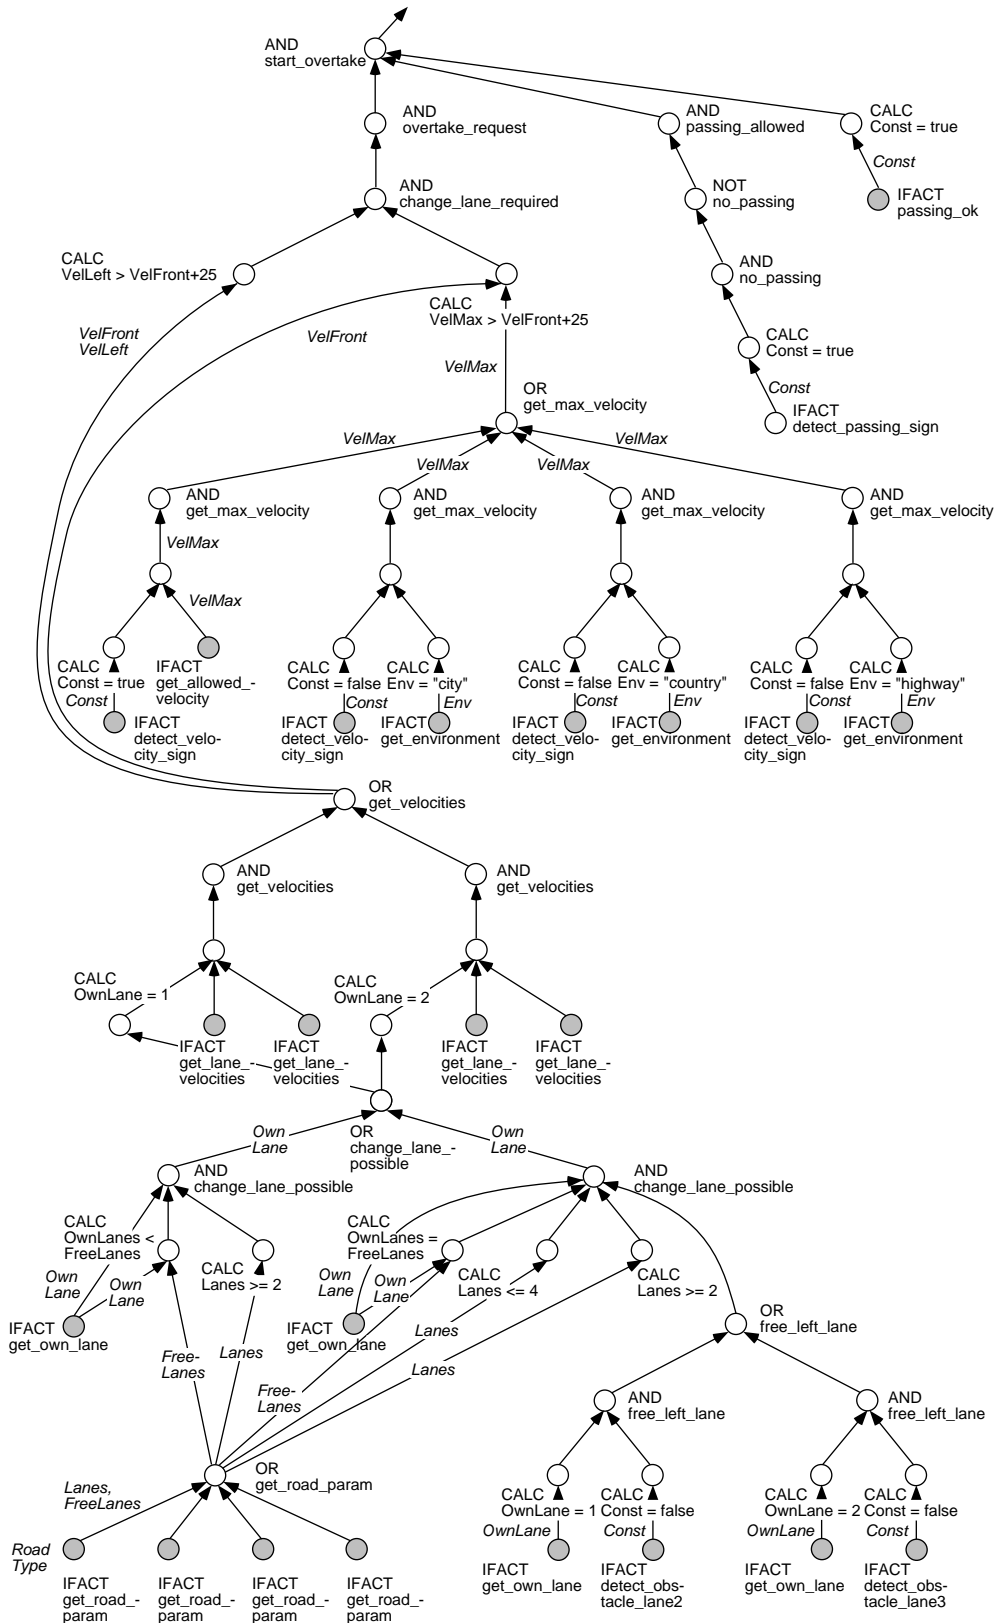 AND
start_overtake
AND
overtake_request
AND
passing_allowed
CALC
Const = true
Const
AND
change_lane_required
NOT
no_passing
IFACT
passing_ok
CALC
VelLeft > VelFront+25
AND
no_passing
CALC
VelMax > VelFront+25
VelFront
VelLeft
VelFront
CALC
Const = true
VelMax
Const
OR
get_max_velocity
IFACT
detect_passing_sign
VelMax
VelMax
VelMax
VelMax
AND
get_max_velocity
AND
get_max_velocity
AND
get_max_velocity
AND
get_max_velocity
VelMax
VelMax
CALC
Const = true
Const
IFACT
get_allowed_-
velocity
CALC
Const = false
Const
CALC
Env = "city"
Env
CALC
Const = false
Const
CALC
Env = "country"
Env
CALC
Const = false
Const
CALC
Env = "highway"
Env
IFACT
detect_velo-
city_sign
IFACT
detect_velo-
city_sign
IFACT
get_environment
IFACT
detect_velo-
city_sign
IFACT
get_environment
IFACT
detect_velo-
city_sign
IFACT
get_environment
OR
get_velocities
AND
get_velocities
AND
get_velocities
CALC
OwnLane = 1
CALC
OwnLane = 2
IFACT
get_lane_-
velocities
IFACT
get_lane_-
velocities
IFACT
get_lane_-
velocities
IFACT
get_lane_-
velocities
Own
Lane
OR
change_lane_-
possible
Own
Lane
AND
change_lane_possible
AND
change_lane_possible
CALC
OwnLanes <
FreeLanes
CALC
OwnLanes =
FreeLanes
CALC
Lanes >= 2
CALC
Lanes <= 4
CALC
Lanes >= 2
Own
Lane
Own
Lane
Own
Lane
Own
Lane
IFACT
get_own_lane
IFACT
get_own_lane
OR
free_left_lane
Free-
Lanes
Lanes
Free-
Lanes
Lanes
Lanes
AND
free_left_lane
AND
free_left_lane
OR
get_road_param
Lanes,
FreeLanes
CALC
OwnLane = 1
OwnLane
CALC
Const = false
Const
CALC
OwnLane = 2
OwnLane
CALC
Const = false
Const
Road
Type
IFACT
get_road_-
param
IFACT
get_road_-
param
IFACT
get_road_-
param
IFACT
get_road_-
param
IFACT
get_own_lane
IFACT
detect_obs-
tacle_lane2
IFACT
get_own_lane
IFACT
detect_obs-
tacle_lane3